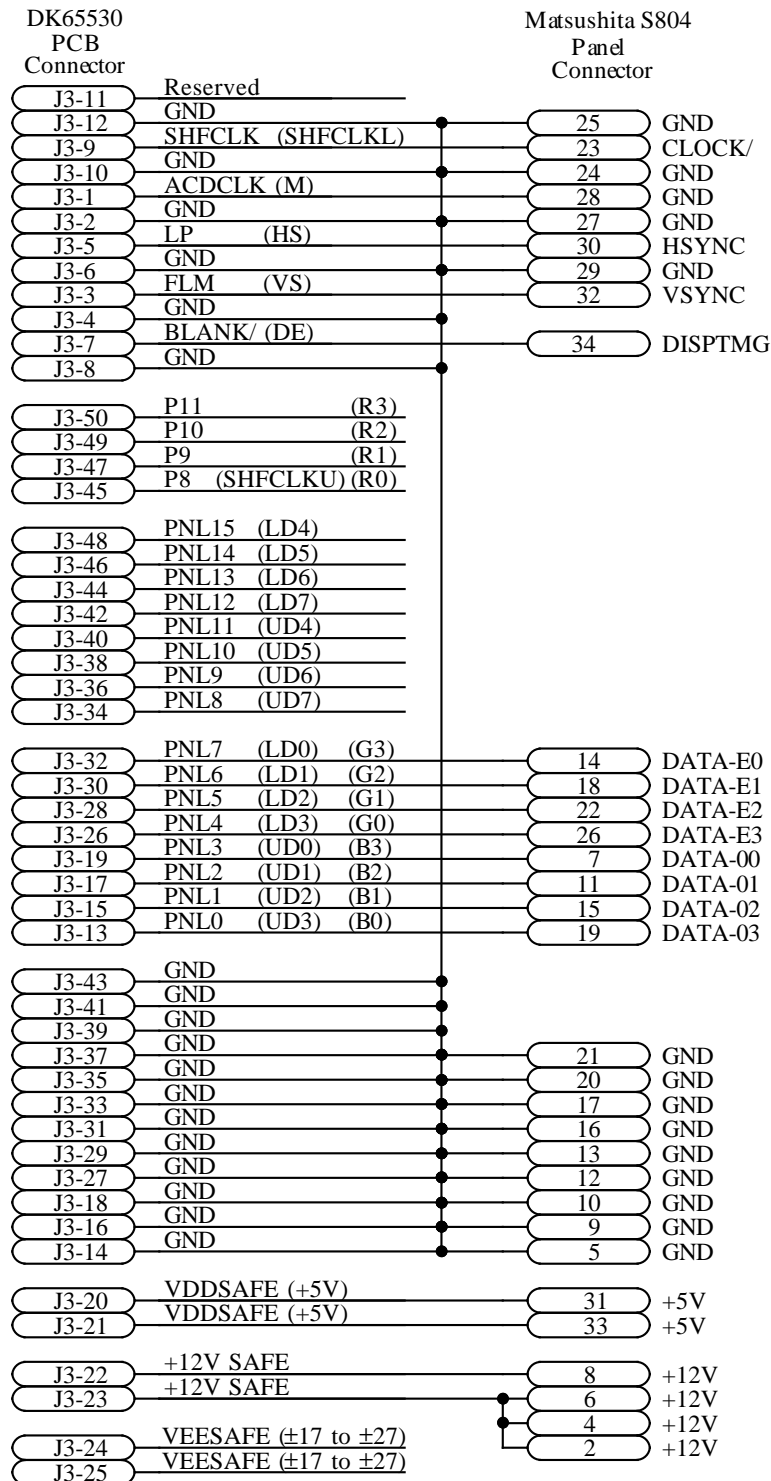 DK65530 Matsushita S804
PCB Panel
Connector Connector
J3-11 Reserved
J3-12 GND 25 GND
J3-9 SHFCLK (SHFCLKL) 23 CLOCK/
J3-10 GND 24 GND
J3-1 ACDCLK (M) 28 GND
J3-2 GND 27 GND
J3-5 LP (HS) 30 HSYNC
J3-6 GND 29 GND
J3-3 FLM (VS) 32 VSYNC
J3-4 GND
J3-7 BLANK/ (DE) 34 DISPTMG
J3-8 GND
J3-50 P11 (R3)
J3-49 P10 (R2)
J3-47 P9 (R1)
J3-45 P8 (SHFCLKU) (R0)
J3-48 PNL15 (LD4)
J3-46 PNL14 (LD5)
J3-44 PNL13 (LD6)
J3-42 PNL12 (LD7)
J3-40 PNL11 (UD4)
J3-38 PNL10 (UD5)
J3-36 PNL9 (UD6)
J3-34 PNL8 (UD7)
J3-32 PNL7 (LD0) (G3) 14 DATA-E0
J3-30 PNL6 (LD1) (G2) 18 DATA-E1
J3-28 PNL5 (LD2) (G1) 22 DATA-E2
J3-26 PNL4 (LD3) (G0) 26 DATA-E3
J3-19 PNL3 (UD0) (B3) 7 DATA-00
J3-17 PNL2 (UD1) (B2) 11 DATA-01
J3-15 PNL1 (UD2) (B1) 15 DATA-02
J3-13 PNL0 (UD3) (B0) 19 DATA-03
J3-43 GND
J3-41 GND
J3-39 GND
J3-37 GND 21 GND
J3-35 GND 20 GND
J3-33 GND 17 GND
J3-31 GND 16 GND
J3-29 GND 13 GND
J3-27 GND 12 GND
J3-18 GND 10 GND
J3-16 GND 9 GND
J3-14 GND 5 GND
J3-20 VDDSAFE (+5V) 31 +5V
J3-21 VDDSAFE (+5V) 33 +5V
J3-22 +12V SAFE 8 +12V
J3-23 +12V SAFE 6 +12V
4 +12V
J3-24 VEESAFE (±17 to ±27) 2 +12V
J3-25 VEESAFE (±17 to ±27)